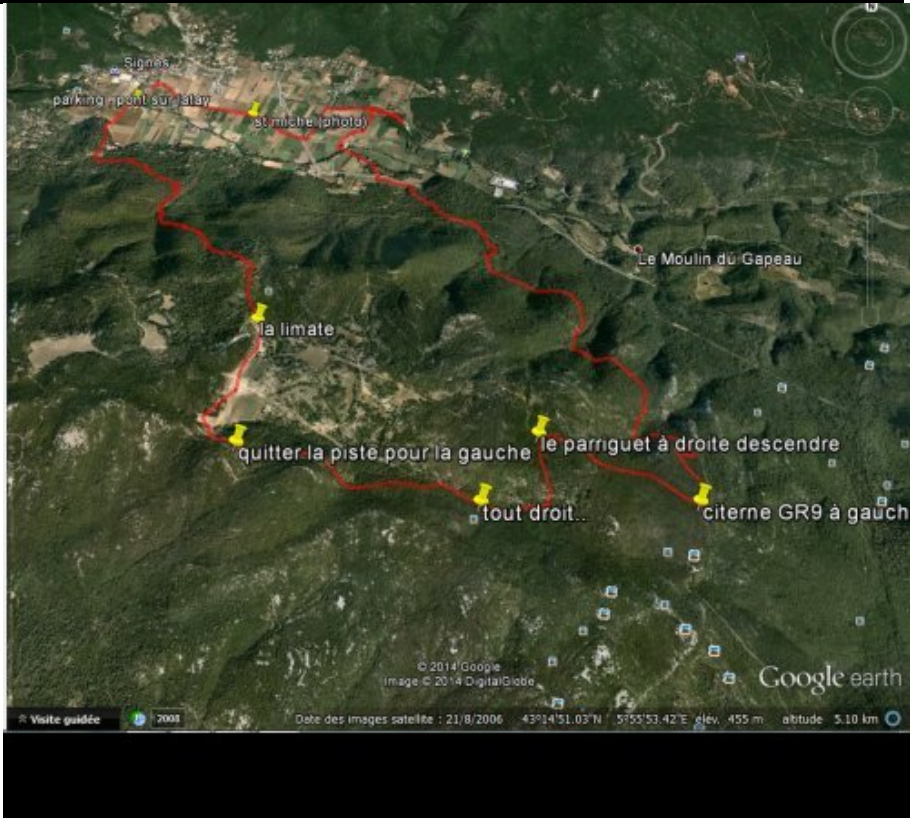 N
Signes
parking - pont sur latay
st michel(photo)
Le Moulin du Gapeau
la limate
quitter la piste pour la gauche
le parriguet à droite descendre
tout droit..
citerne GR9 à gauch
© 2014 Google
Image © 2014 DigitalGlobe
Google earth
Visite guidée
2008
Date des images satellite : 21/8/2006 43°14'51.03"N 5°55'53.42"E élév. 455 m altitude 5.10 km